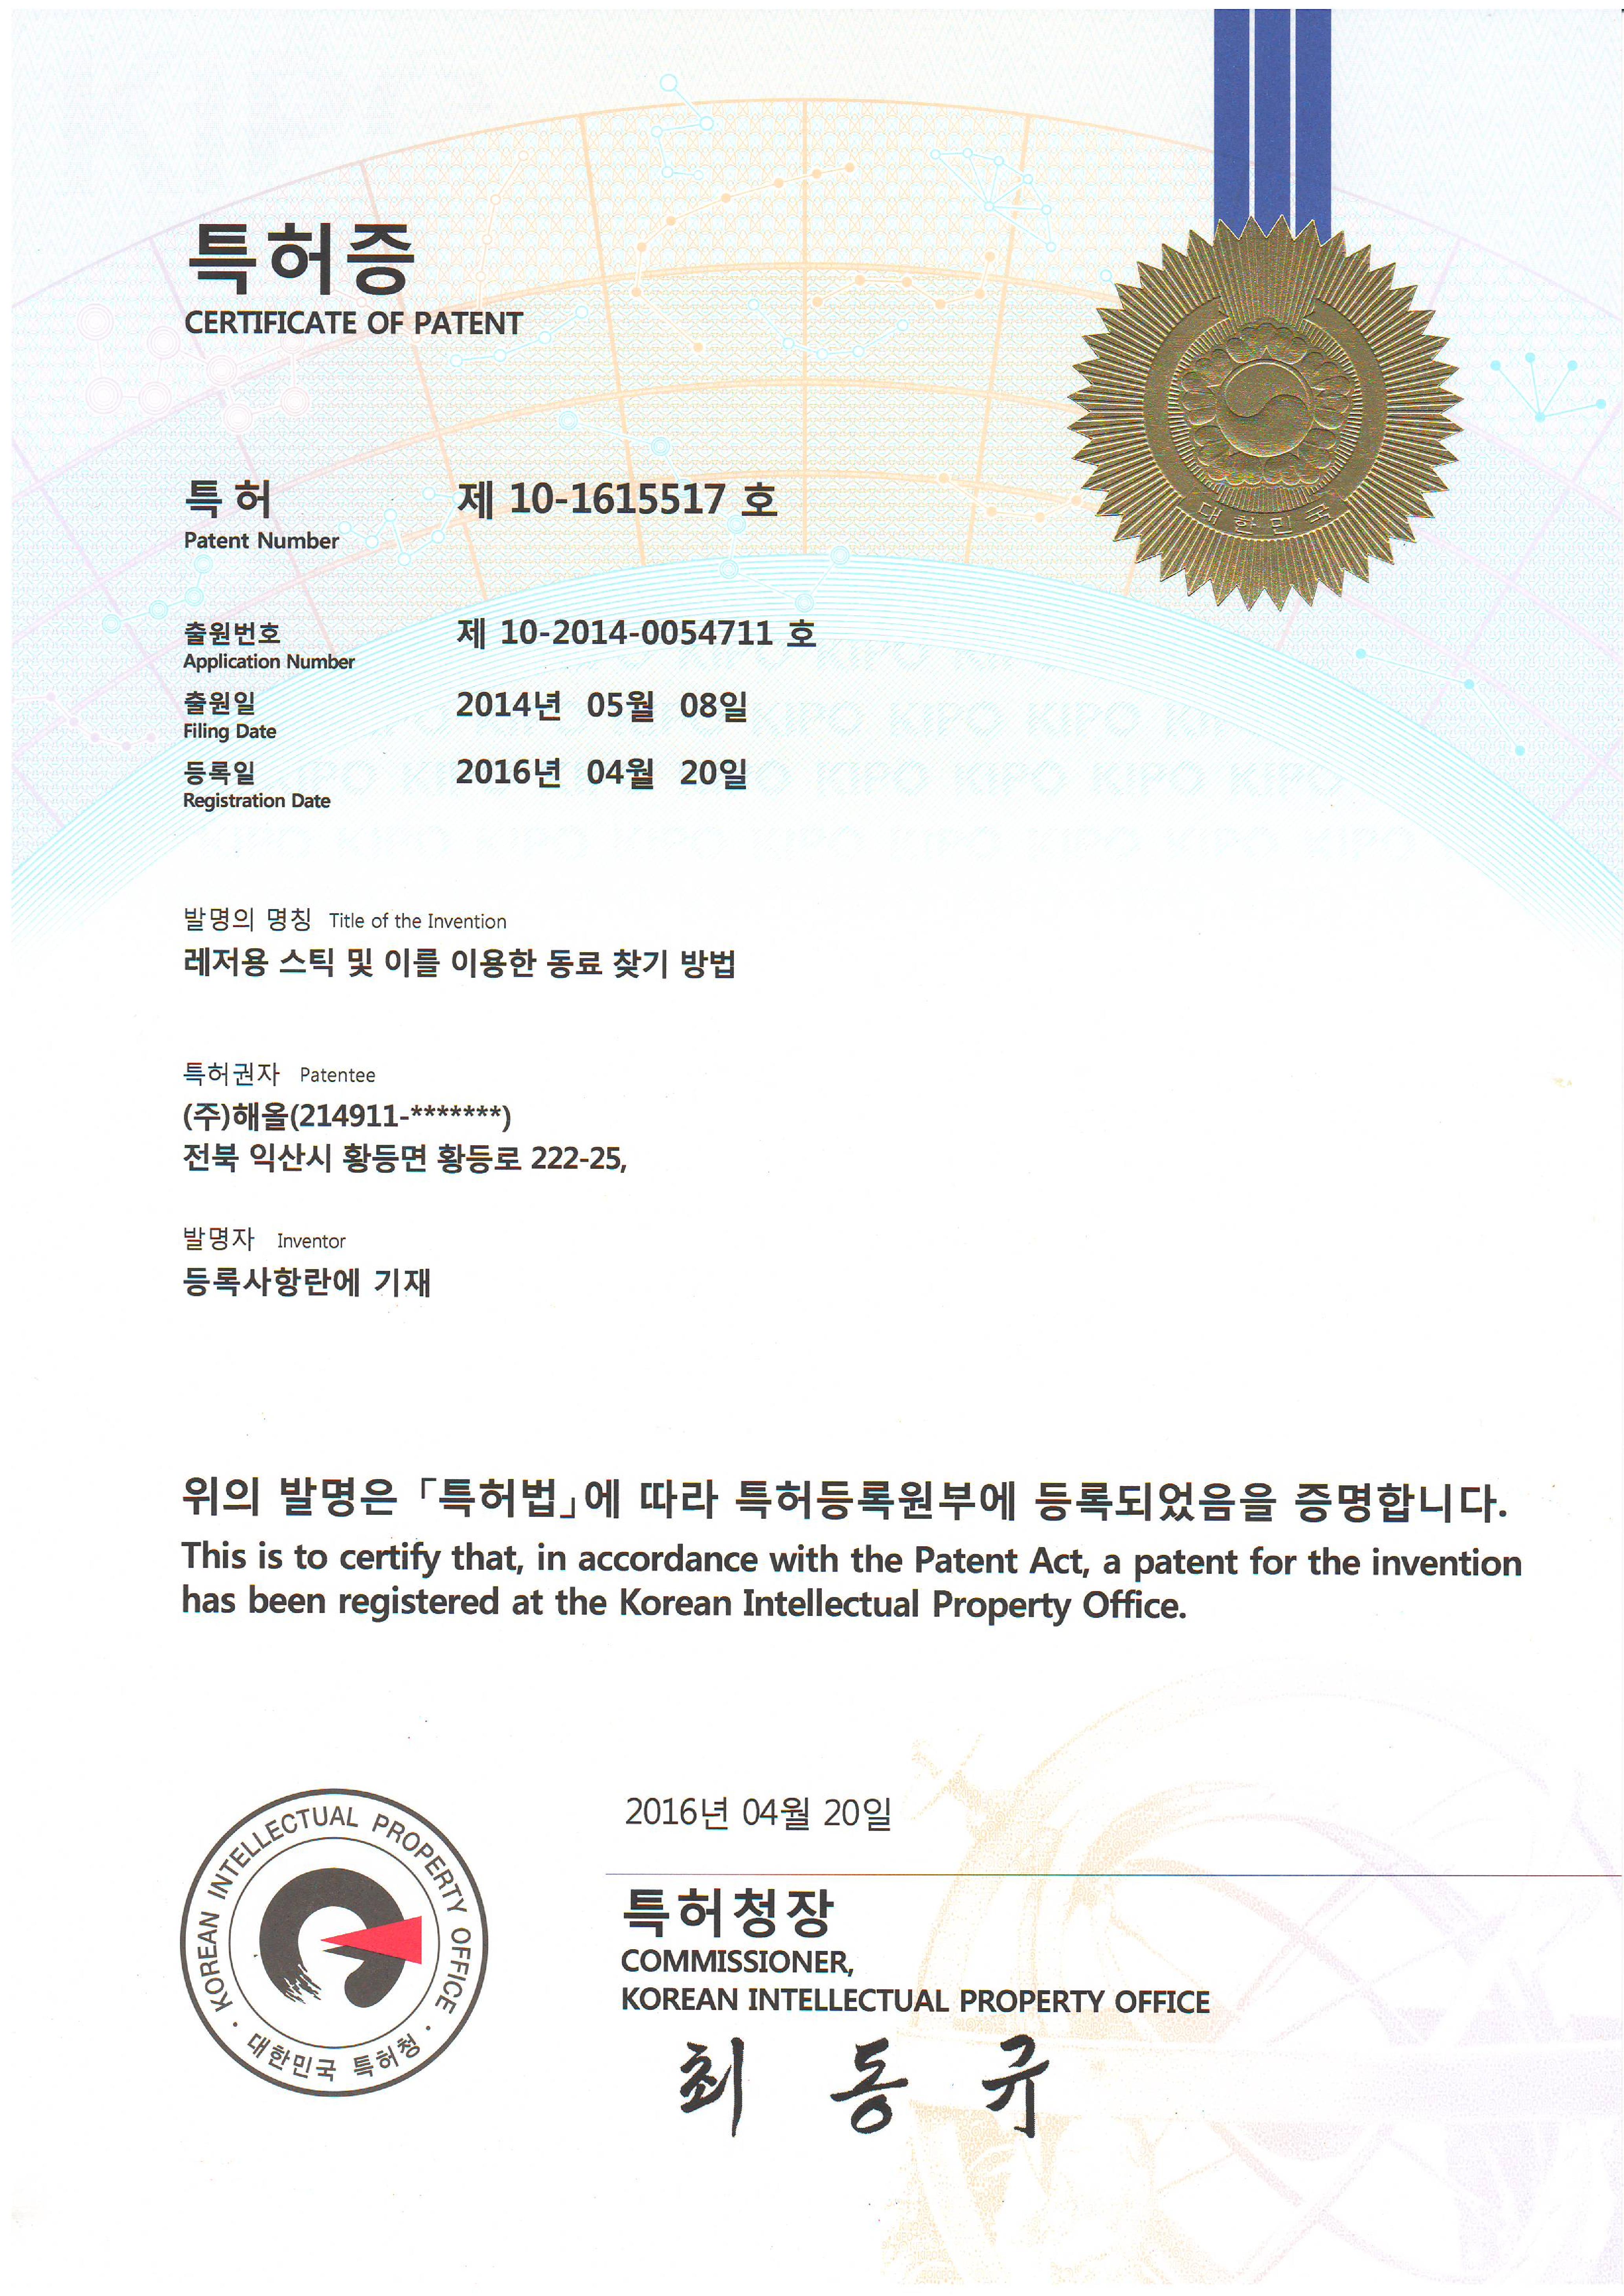 특허증
CERTIFICATE OF PATENT
대한민국
특허 제 10-1615517 호
Patent Number
출원번호 제 10-2014-0054711 호
Application Number
출원일 2014년 05월 08일
Filing Date
등록일 2016년 04월 20일
Registration Date
발명의 명칭 Title of the Invention
레저용 스틱 및 이를 이용한 동료 찾기 방법
특허권자 Patentee
(주)해올(214911-*******)
전북 익산시 황등면 황등로 222-25,
발명자 Inventor
등록사항란에 기재
위의 발명은 「특허법」에 따라 특허등록원부에 등록되었음을 증명합니다.
This is to certify that, in accordance with the Patent Act, a patent for the invention
has been registered at the Korean Intellectual Property Office.
2016년 04월 20일
특허청장
COMMISSIONER,
KOREAN INTELLECTUAL PROPERTY OFFICE
최동규
KOREAN INTELLECTUAL PROPERTY OFFICE
· 대한민국 특허청 ·